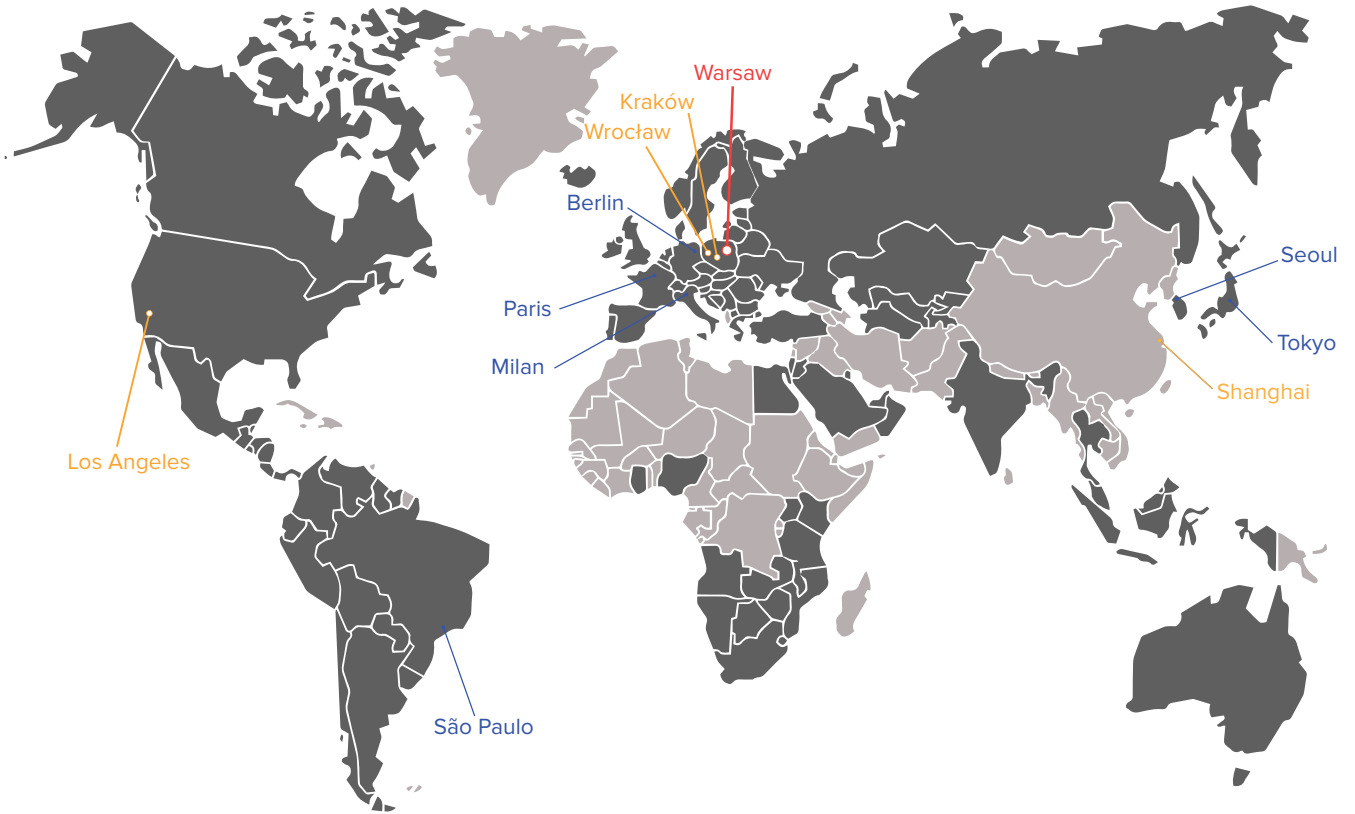 Warsaw
Kraków
Wrocław
Berlin
Seoul
Paris
Tokyo
Milan
Shanghai
Los Angeles
São Paulo